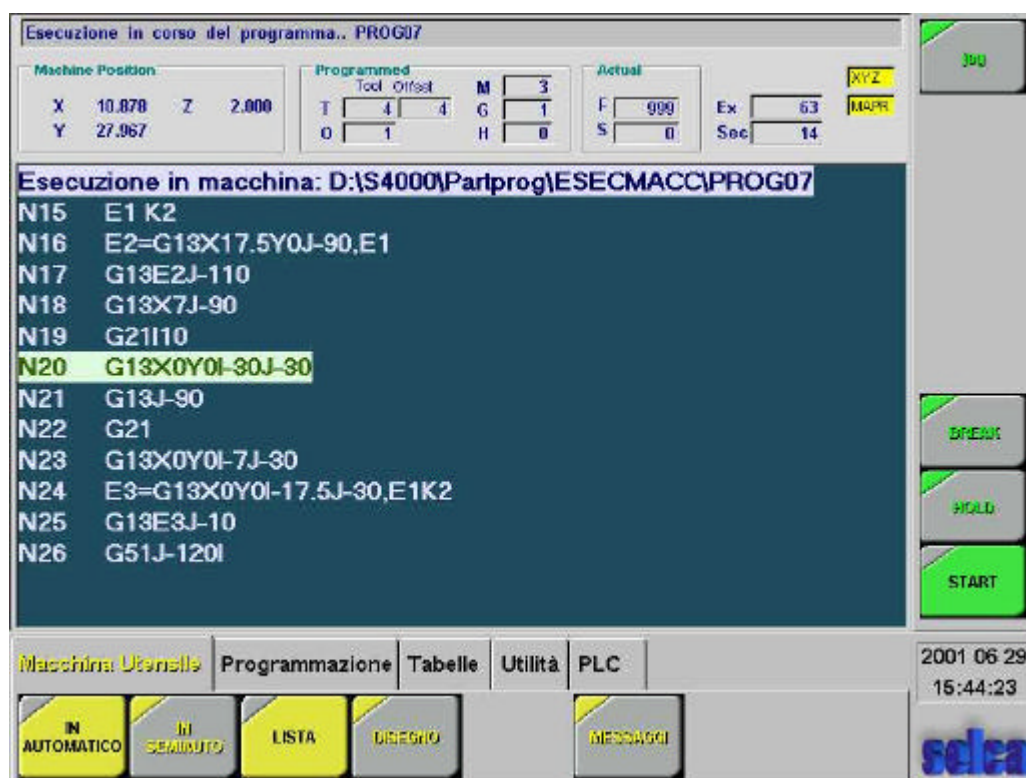 Esecuzione in corso del programma.. PROG07
Machine Position
X 10.878 Z 2.000
Y 27.967
Programmed
Tool Offset
T 4 4
O 1
M 3
G 1
H 0
Actual
F 999
S 0
Ex 63
Sec 14
XYZ
MAPR
JOG
Esecuzione in macchina: D:\S4000\Partprog\ESECMACC\PROG07
N15 E1 K2
N16 E2=G13X17.5Y0J-90,E1
N17 G13E2J-110
N18 G13X7J-90
N19 G21I10
N20 G13X0Y0I-30J-30
N21 G13J-90
N22 G21
N23 G13X0Y0I-7J-30
N24 E3=G13X0Y0I-17.5J-30,E1K2
N25 G13E3J-10
N26 G51J-120I
BREAK
HOLD
START
Macchina Utensile Programmazione Tabelle Utilità PLC
IN AUTOMATICO
IN SEMIAUTO
LISTA
DISEGNO
MESSAGGI
2001 06 29
15:44:23
selca